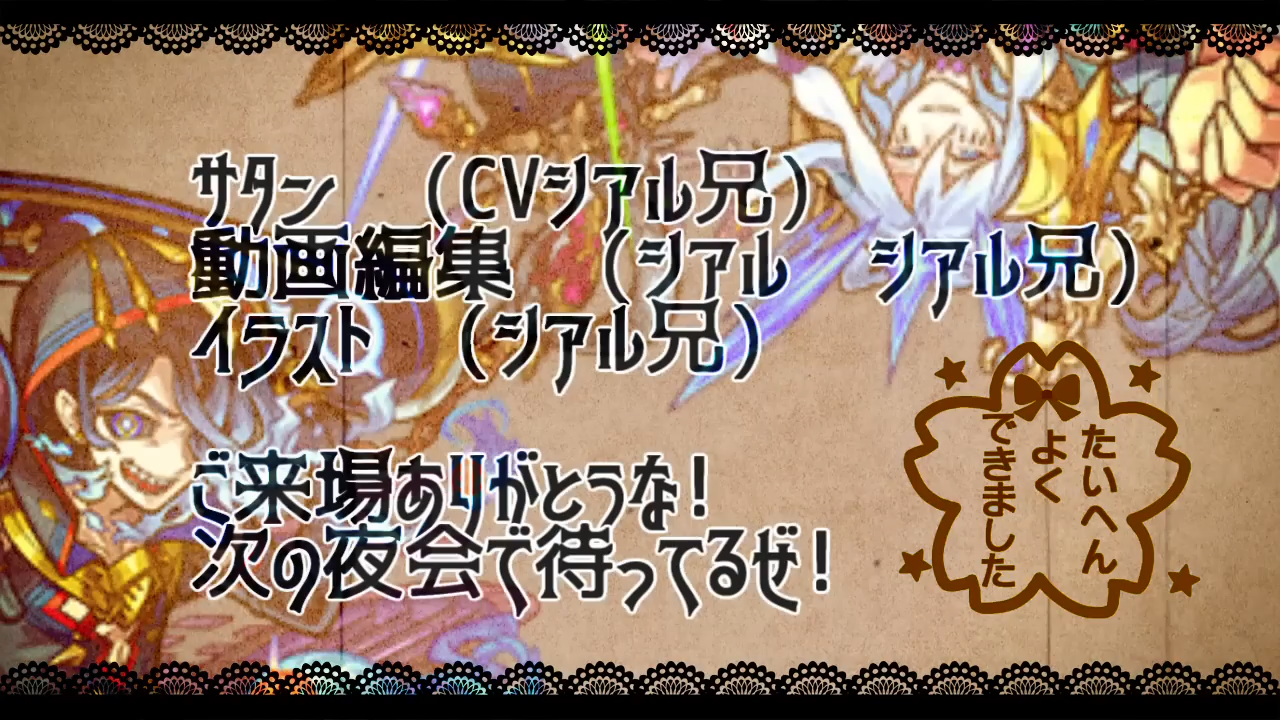 サタン　（CVシアル兄）
動画編集　（シアル　シアル兄）
イラスト　（シアル兄）
ご来場ありがとうな！
次の夜会で待ってるぜ！
たいへん
よく
できました